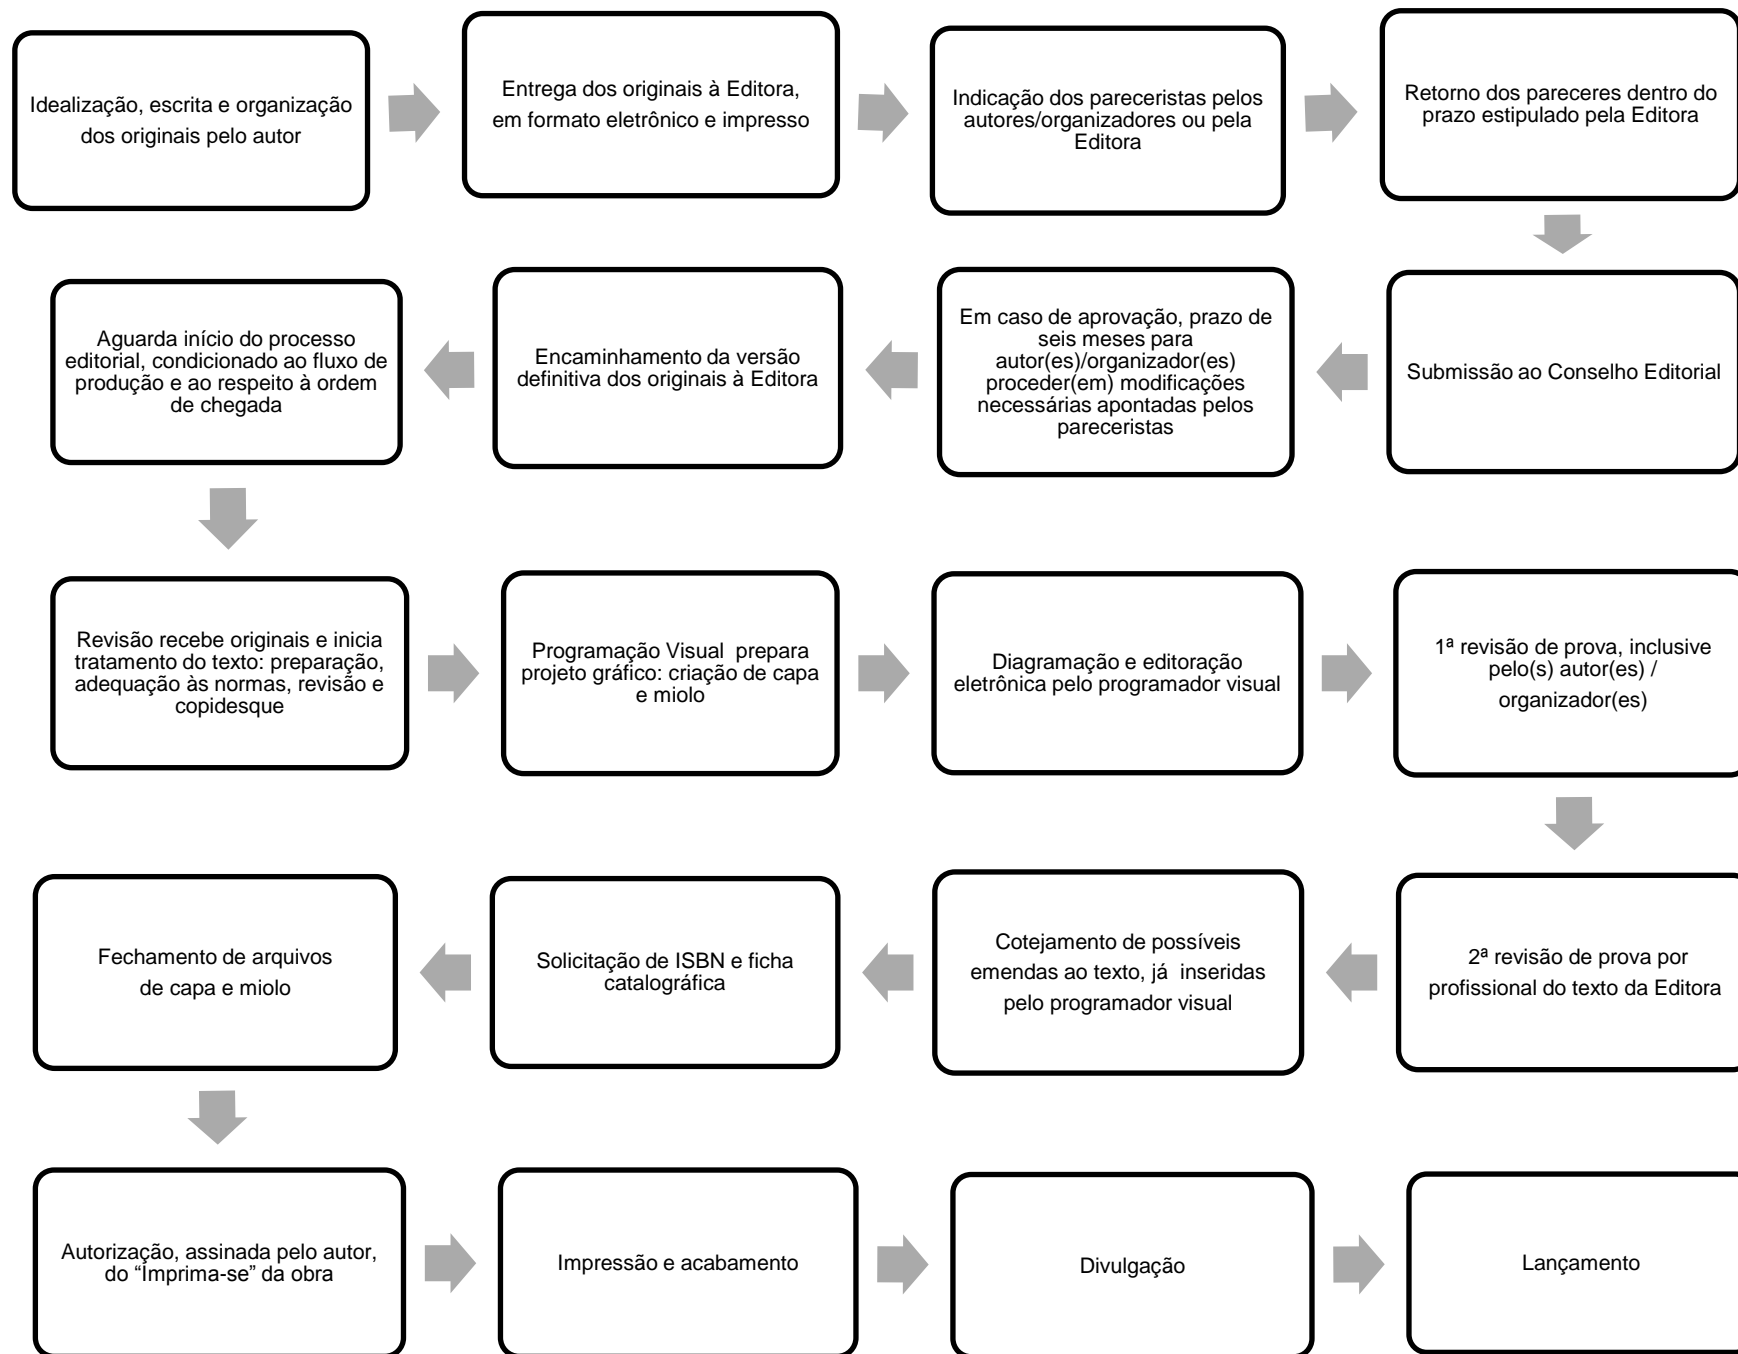 Idealização, escrita e organização
dos originais pelo autor
Entrega dos originais à Editora,
em formato eletrônico e impresso
Indicação dos pareceristas pelos
autores/organizadores ou pela
Editora
Retorno dos pareceres dentro do
prazo estipulado pela Editora
Submissão ao Conselho Editorial
Em caso de aprovação, prazo de
seis meses para
autor(es)/organizador(es)
proceder(em) modificações
necessárias apontadas pelos
pareceristas
Encaminhamento da versão
definitiva dos originais à Editora
Aguarda início do processo
editorial, condicionado ao fluxo de
produção e ao respeito à ordem
de chegada
Revisão recebe originais e inicia
tratamento do texto: preparação,
adequação às normas, revisão e
copidesque
Programação Visual  prepara
projeto gráfico: criação de capa
e miolo
Diagramação e editoração
eletrônica pelo programador visual
1ª revisão de prova, inclusive
pelo(s) autor(es) /
organizador(es)
2ª revisão de prova por
profissional do texto da Editora
Cotejamento de possíveis
emendas ao texto, já  inseridas
pelo programador visual
Solicitação de ISBN e ficha
catalográfica
Fechamento de arquivos
de capa e miolo
Autorização, assinada pelo autor,
do “Imprima-se” da obra
Impressão e acabamento
Divulgação
Lançamento